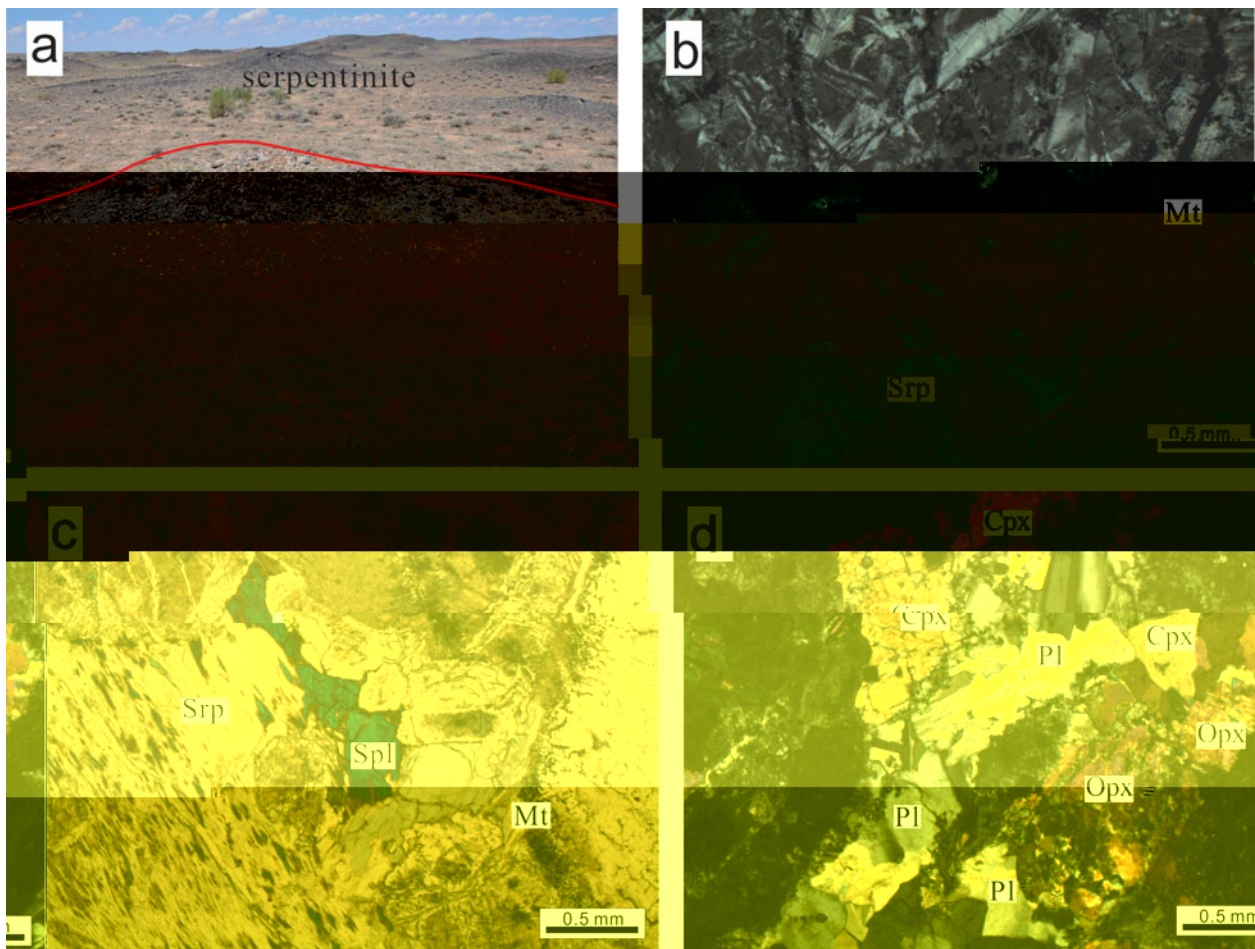 a
serpentinite
b
Mt
Srp
0.5 mm
c
Srp
Spl
Mt
0.5 mm
d
Cpx
Cpx
Pl
Cpx
Opx
Opx
Pl
Pl
0.5 mm